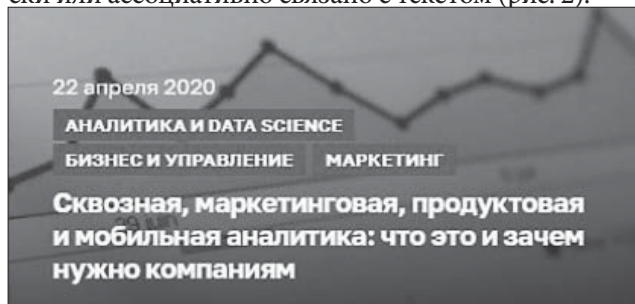 ски или ассоциативно связано с текстом (рис. 2).
22 апреля 2020
АНАЛИТИКА И DATA SCIENCE
БИЗНЕС И УПРАВЛЕНИЕ МАРКЕТИНГ
Сквозная, маркетинговая, продуктовая
и мобильная аналитика: что это и зачем
нужно компаниям